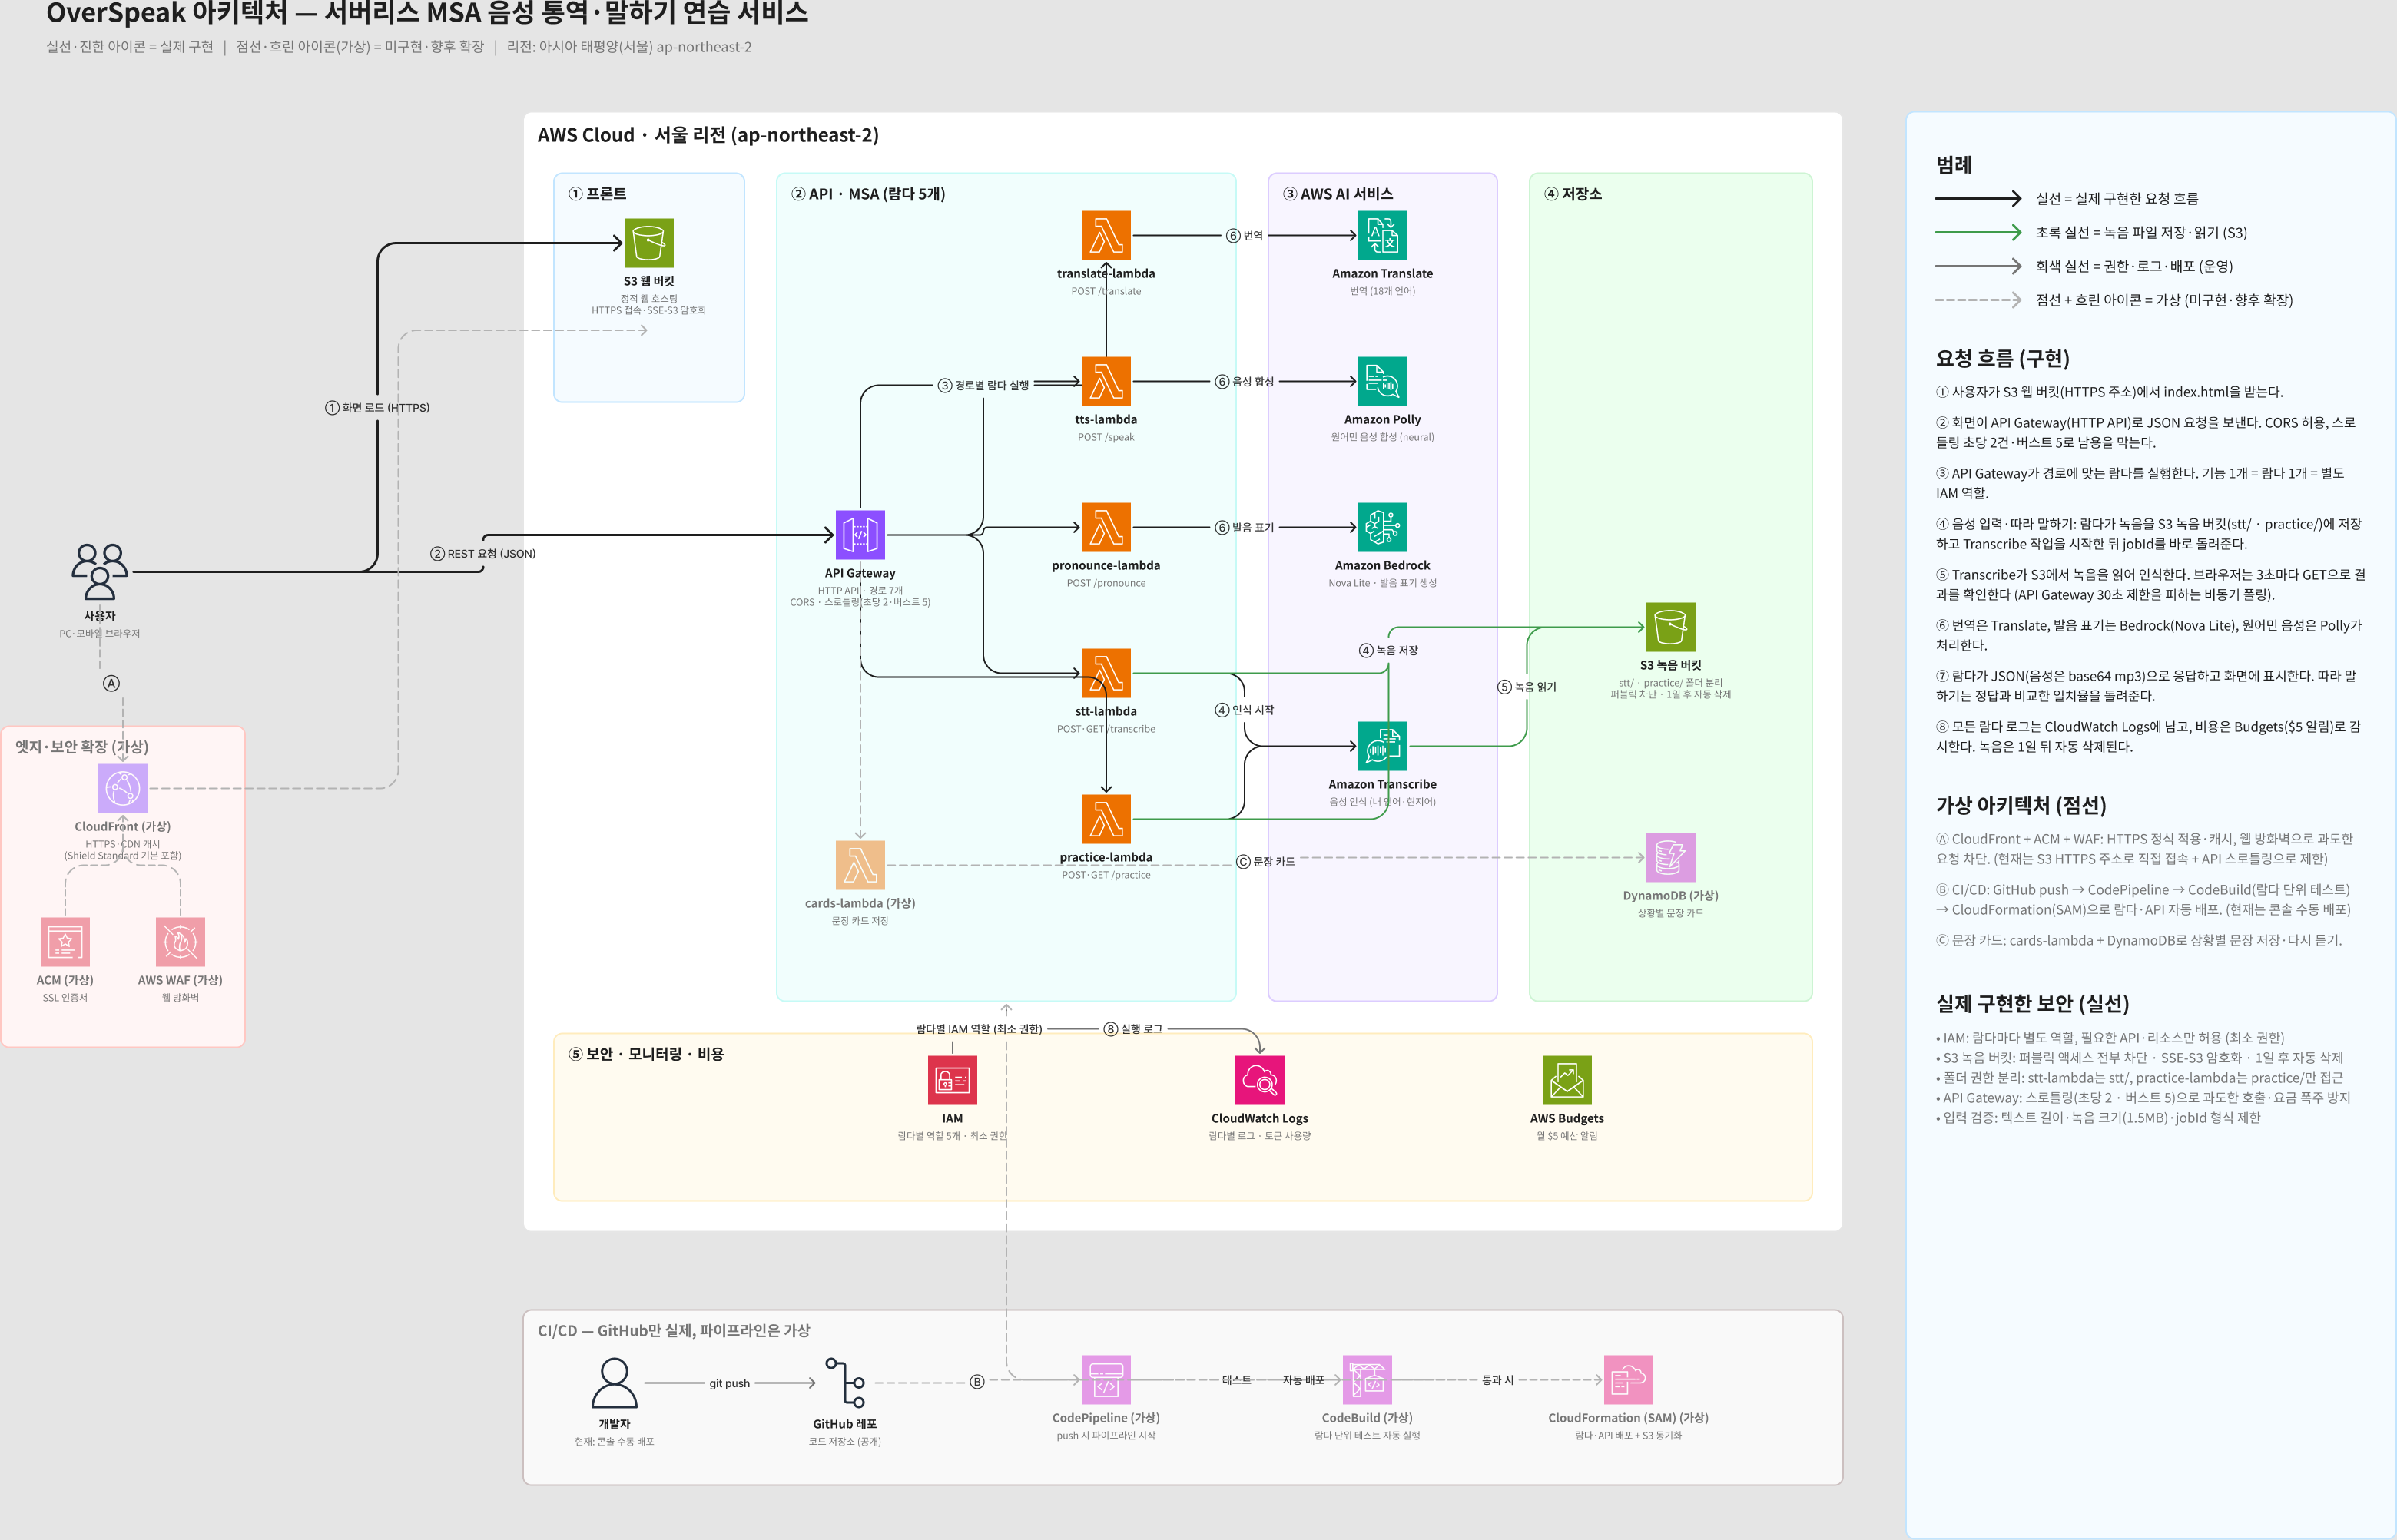 OverSpeak 아키텍처 — 서버리스 MSA 음성 통역·말하기 연습 서비스
실선·진한 아이콘 = 실제 구현 | 점선·흐린 아이콘(가상) = 미구현·향후 확장 | 리전: 아시아 태평양(서울) ap-northeast-2
AWS Cloud · 서울 리전 (ap-northeast-2)
① 프론트
S3 웹 버킷
정적 웹 호스팅
HTTPS 접속·SSE-S3 암호화
① 화면 로드 (HTTPS)
② REST 요청 (JSON)
사용자
PC·모바일 브라우저
Ⓐ
엣지·보안 확장 (가상)
CloudFront (가상)
HTTPS·CDN 캐시
(Shield Standard 기본 포함)
ACM (가상)
SSL 인증서
AWS WAF (가상)
웹 방화벽
② API · MSA (람다 5개)
translate-lambda
POST /translate
③ 경로별 람다 실행
tts-lambda
POST /speak
API Gateway
HTTP API · 경로 7개
CORS · 스로틀링(초당 2·버스트 5)
pronounce-lambda
POST /pronounce
stt-lambda
POST·GET /transcribe
practice-lambda
POST·GET /practice
cards-lambda (가상)
문장 카드 저장
③ AWS AI 서비스
⑥ 번역
Amazon Translate
번역 (18개 언어)
⑥ 음성 합성
Amazon Polly
원어민 음성 합성 (neural)
⑥ 발음 표기
Amazon Bedrock
Nova Lite · 발음 표기 생성
④ 녹음 저장
④ 인식 시작
Amazon Transcribe
음성 인식 (내 언어·현지어)
⑤ 녹음 읽기
Ⓒ 문장 카드
④ 저장소
S3 녹음 버킷
stt/ · practice/ 폴더 분리
퍼블릭 차단 · 1일 후 자동 삭제
DynamoDB (가상)
상황별 문장 카드
람다별 IAM 역할 (최소 권한)
⑧ 실행 로그
⑤ 보안 · 모니터링 · 비용
IAM
람다별 역할 5개 · 최소 권한
CloudWatch Logs
람다별 로그 · 토큰 사용량
AWS Budgets
월 $5 예산 알림
CI/CD — GitHub만 실제, 파이프라인은 가상
개발자
현재: 콘솔 수동 배포
git push
GitHub 레포
코드 저장소 (공개)
Ⓑ
CodePipeline (가상)
push 시 파이프라인 시작
테스트
자동 배포
CodeBuild (가상)
람다 단위 테스트 자동 실행
통과 시
CloudFormation (SAM) (가상)
람다·API 배포 + S3 동기화
범례
실선 = 실제 구현한 요청 흐름
초록 실선 = 녹음 파일 저장·읽기 (S3)
회색 실선 = 권한·로그·배포 (운영)
점선 + 흐린 아이콘 = 가상 (미구현·향후 확장)
요청 흐름 (구현)
① 사용자가 S3 웹 버킷(HTTPS 주소)에서 index.html을 받는다.
② 화면이 API Gateway(HTTP API)로 JSON 요청을 보낸다. CORS 허용, 스로
틀링 초당 2건·버스트 5로 남용을 막는다.
③ API Gateway가 경로에 맞는 람다를 실행한다. 기능 1개 = 람다 1개 = 별도
IAM 역할.
④ 음성 입력·따라 말하기: 람다가 녹음을 S3 녹음 버킷(stt/ · practice/)에 저장
하고 Transcribe 작업을 시작한 뒤 jobId를 바로 돌려준다.
⑤ Transcribe가 S3에서 녹음을 읽어 인식한다. 브라우저는 3초마다 GET으로 결
과를 확인한다 (API Gateway 30초 제한을 피하는 비동기 폴링).
⑥ 번역은 Translate, 발음 표기는 Bedrock(Nova Lite), 원어민 음성은 Polly가
처리한다.
⑦ 람다가 JSON(음성은 base64 mp3)으로 응답하고 화면에 표시한다. 따라 말
하기는 정답과 비교한 일치율을 돌려준다.
⑧ 모든 람다 로그는 CloudWatch Logs에 남고, 비용은 Budgets($5 알림)로 감
시한다. 녹음은 1일 뒤 자동 삭제된다.
가상 아키텍처 (점선)
Ⓐ CloudFront + ACM + WAF: HTTPS 정식 적용·캐시, 웹 방화벽으로 과도한
요청 차단. (현재는 S3 HTTPS 주소로 직접 접속 + API 스로틀링으로 제한)
Ⓑ CI/CD: GitHub push → CodePipeline → CodeBuild(람다 단위 테스트)
→ CloudFormation(SAM)으로 람다·API 자동 배포. (현재는 콘솔 수동 배포)
Ⓒ 문장 카드: cards-lambda + DynamoDB로 상황별 문장 저장·다시 듣기.
실제 구현한 보안 (실선)
• IAM: 람다마다 별도 역할, 필요한 API·리소스만 허용 (최소 권한)
• S3 녹음 버킷: 퍼블릭 액세스 전부 차단 · SSE-S3 암호화 · 1일 후 자동 삭제
• 폴더 권한 분리: stt-lambda는 stt/, practice-lambda는 practice/만 접근
• API Gateway: 스로틀링(초당 2 · 버스트 5)으로 과도한 호출·요금 폭주 방지
• 입력 검증: 텍스트 길이·녹음 크기(1.5MB)·jobId 형식 제한